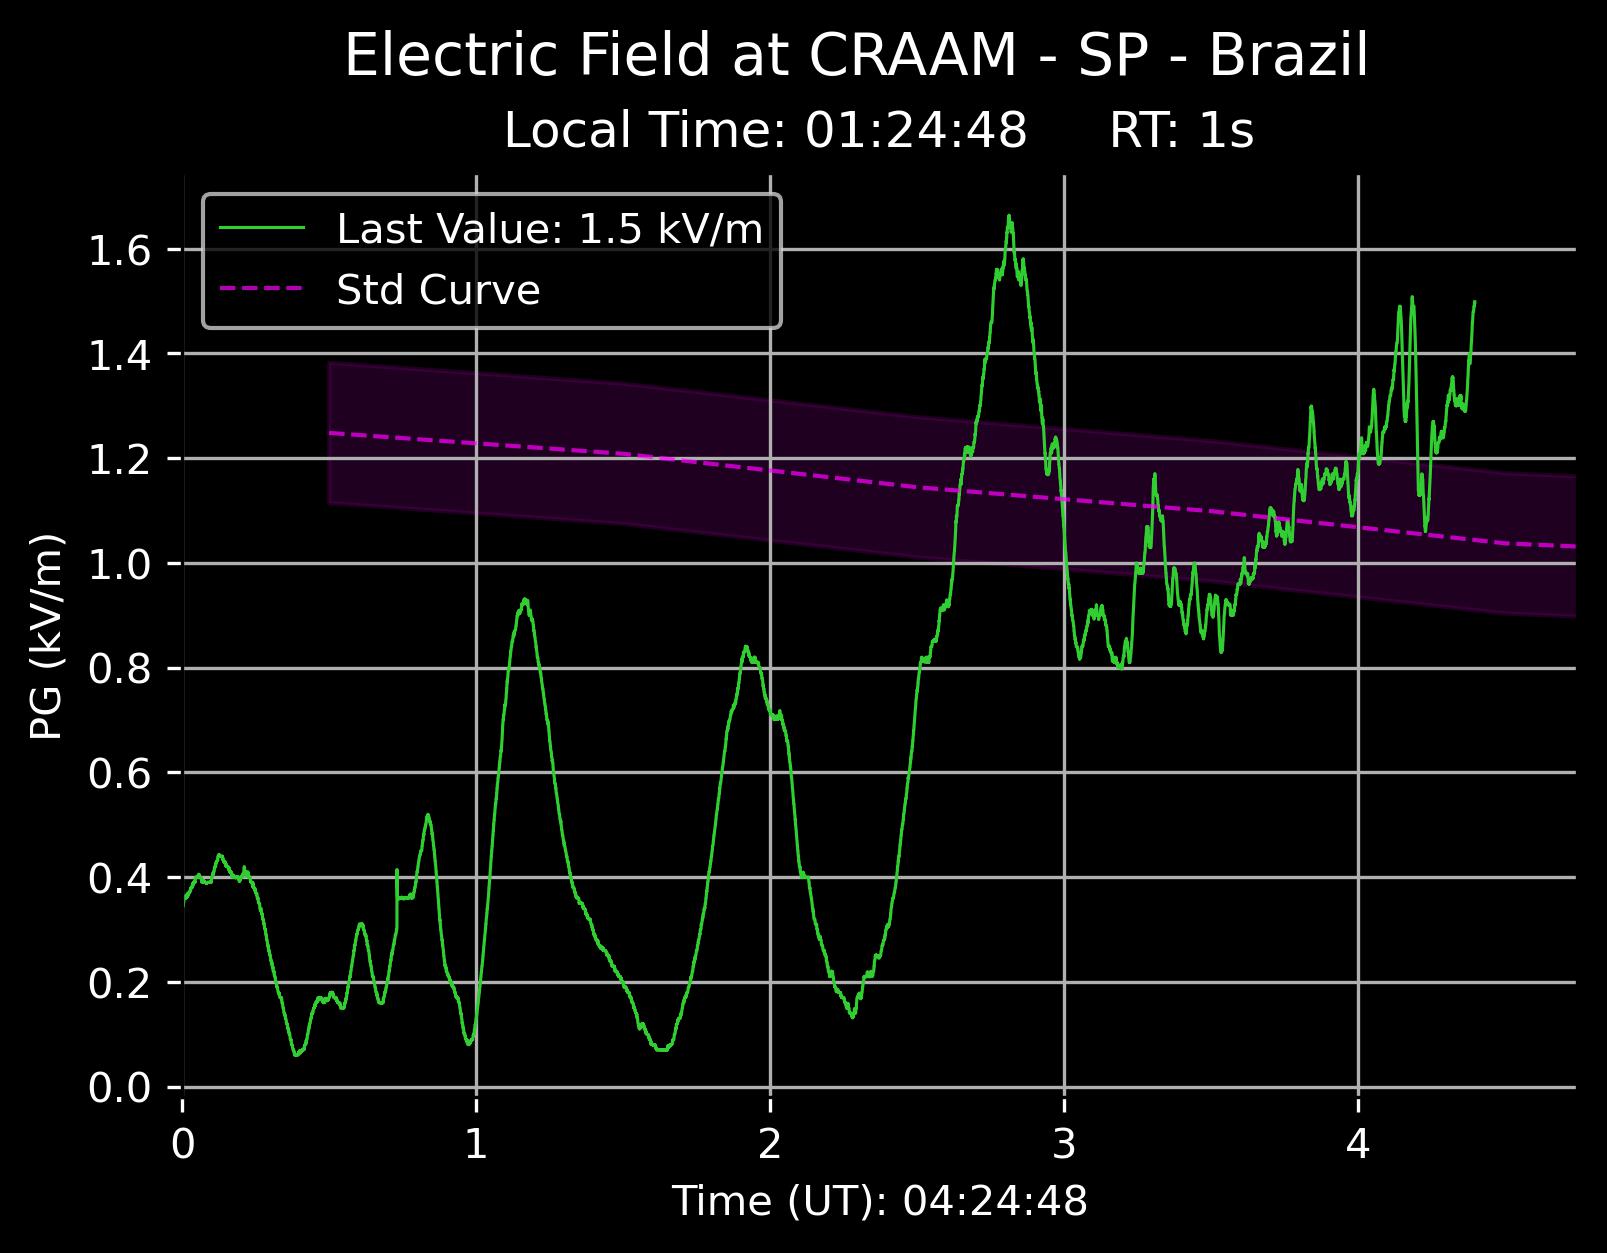 Electric Field at CRAAM - SP - Brazil
Local Time: 01:24:48 RT: 1s
Last Value: 1.5 kV/m
Std Curve
PG (kV/m)
1.6
1.4
1.2
1.0
0.8
0.6
0.4
0.2
0.0
0 1 2 3 4
Time (UT): 04:24:48